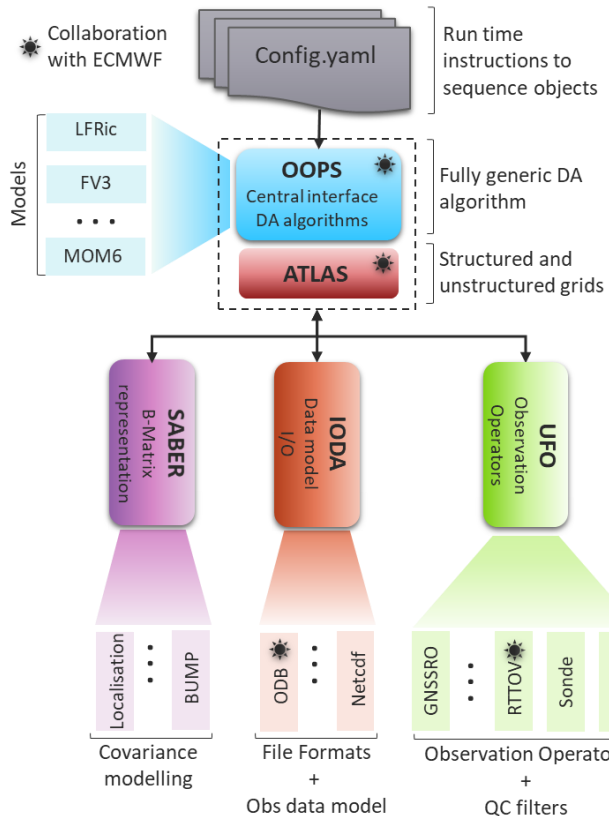 Collaboration
with ECMWF
Config.yaml
Run time
instructions to
sequence objects
Models
LFRic
FV3
MOM6
OOPS
Central interface
DA algorithms
Fully generic DA
algorithm
ATLAS
Structured and
unstructured grids
SABER
B-Matrix
representation
IODA
Data model
I/O
UFO
Observation
Operators
Localisation
BUMP
ODB
Netcdf
GNSSRO
RTTOV
Sonde
Covariance
modelling
File Formats
+
Obs data model
Observation Operato
+
QC filters